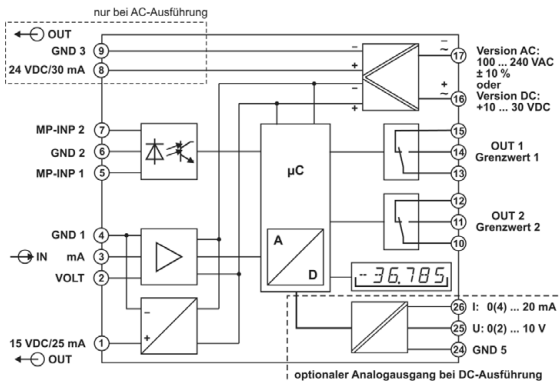 nur bei AC-Ausführung
OUT
GND 3 9
24 VDC/30 mA 8
MP-INP 2 7
GND 2 6
MP-INP 1 5
GND 1 4
IN mA 3
VOLT 2
15 VDC/25 mA 1
OUT
− + − +
µC
A
D
− +
-36.785
− ~ 17
+ ~ 16
Version AC:
100 ... 240 VAC
± 10 %
oder
Version DC:
+10 ... 30 VDC
15
14
13
OUT 1
Grenzwert 1
12
11
10
OUT 2
Grenzwert 2
26 I: 0(4) ... 20 mA
25 U: 0(2) ... 10 V
24 GND 5
optionaler Analogausgang bei DC-Ausführung